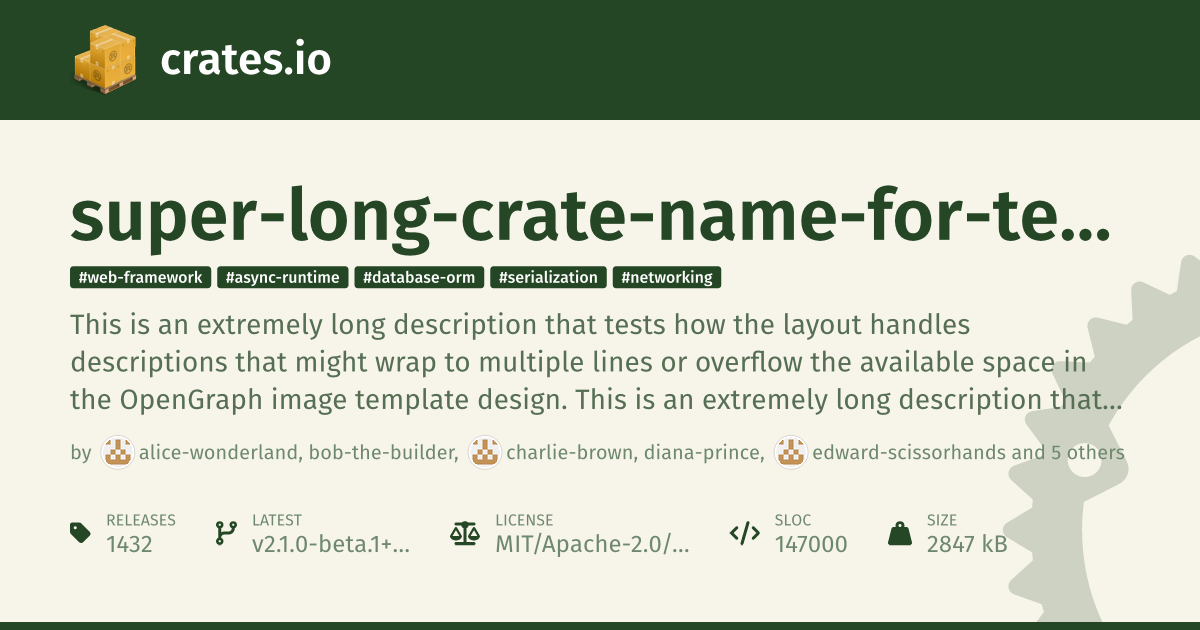 crates.io
super-long-crate-name-for-te...
#web-framework #async-runtime #database-orm #serialization #networking
This is an extremely long description that tests how the layout handles
descriptions that might wrap to multiple lines or overflow the available space in
the OpenGraph image template design. This is an extremely long description that...
by alice-wonderland, bob-the-builder, charlie-brown, diana-prince, edward-scissorhands and 5 others
RELEASES LATEST LICENSE SLOC SIZE
1432 v2.1.0-beta.1+... MIT/Apache-2.0/... 147000 2847 kB